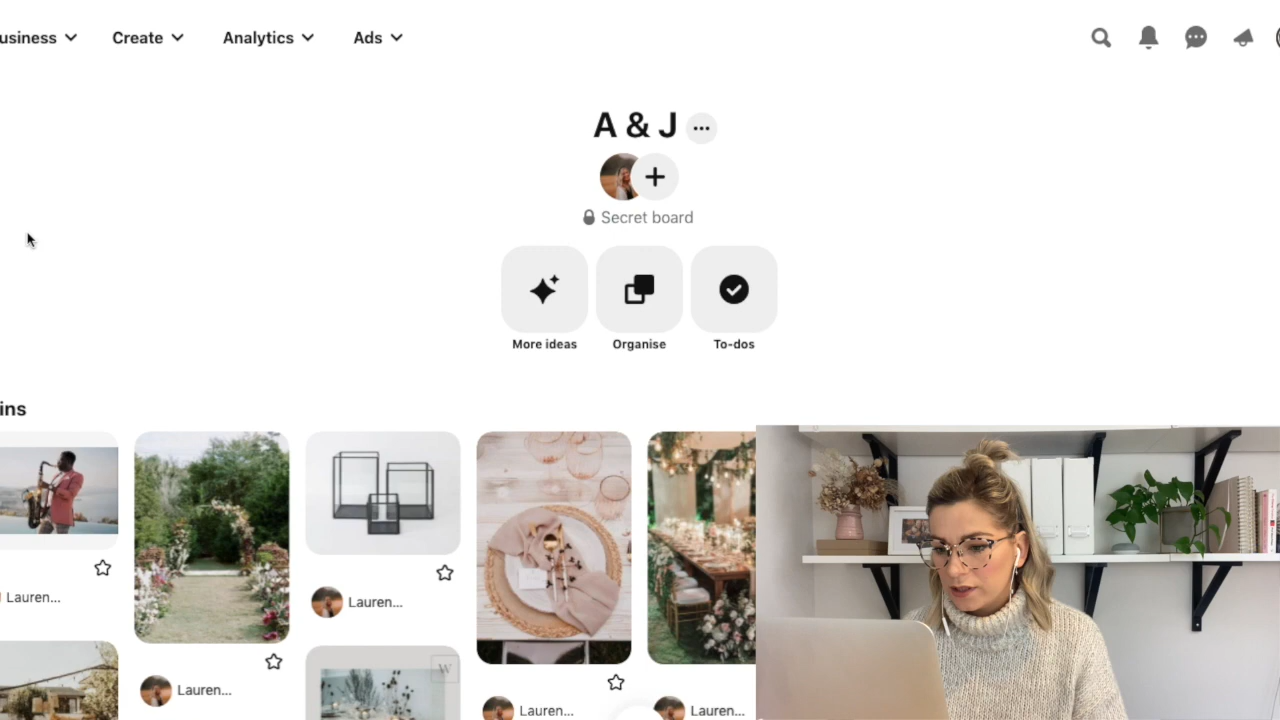 usiness Create Analytics Ads
A & J
Secret board
More ideas Organise To-dos
ins
Lauren...
Lauren...
Lauren...
W
Lauren...
Lauren...